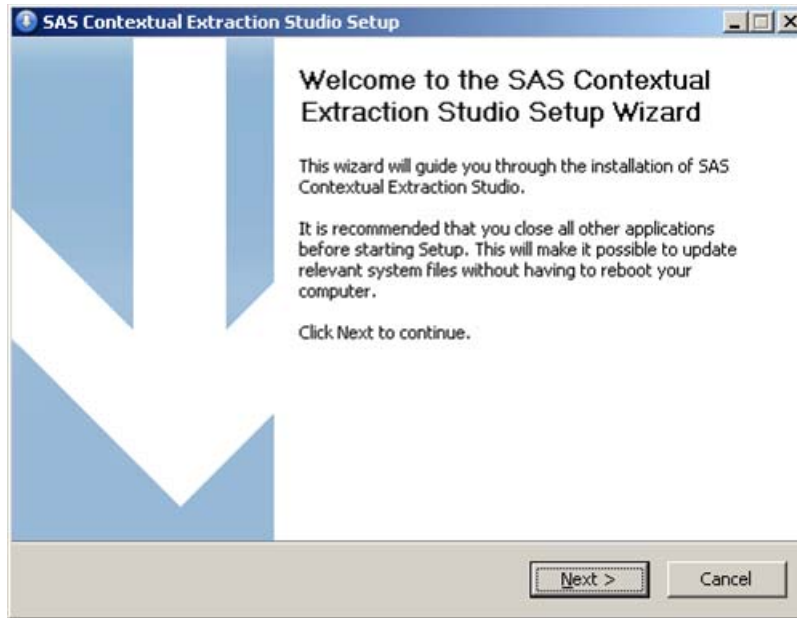 SAS Contextual Extraction Studio Setup
Welcome to the SAS Contextual
Extraction Studio Setup Wizard
This wizard will guide you through the installation of SAS
Contextual Extraction Studio.
It is recommended that you close all other applications
before starting Setup. This will make it possible to update
relevant system files without having to reboot your
computer.
Click Next to continue.
Next >
Cancel